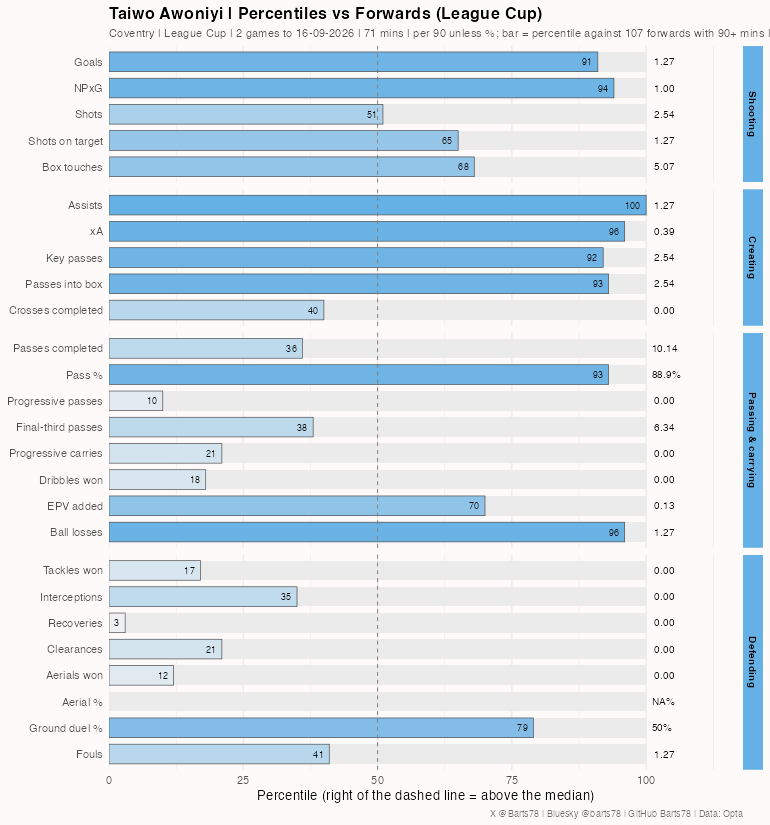 Taiwo Awoniyi | Percentiles vs Forwards (League Cup)
Coventry | League Cup | 2 games to 16-09-2026 | 71 mins | per 90 unless %; bar = percentile against 107 forwards with 90+ mins |
Goals 91 1.27
NPxG 94 1.00
Shots 51 2.54
Shots on target 65 1.27
Box touches 68 5.07
Shooting
Assists 100 1.27
xA 96 0.39
Key passes 92 2.54
Passes into box 93 2.54
Crosses completed 40 0.00
Creating
Passes completed 36 10.14
Pass % 93 88.9%
Progressive passes 10 0.00
Final-third passes 38 6.34
Progressive carries 21 0.00
Dribbles won 18 0.00
EPV added 70 0.13
Ball losses 96 1.27
Passing & carrying
Tackles won 17 0.00
Interceptions 35 0.00
Recoveries 3 0.00
Clearances 21 0.00
Aerials won 12 0.00
Aerial % NA%
Ground duel % 79 50%
Fouls 41 1.27
Defending
0 25 50 75 100
Percentile (right of the dashed line = above the median)
X @Barts78 | Bluesky @barts78 | GitHub Barts78 | Data: Opta